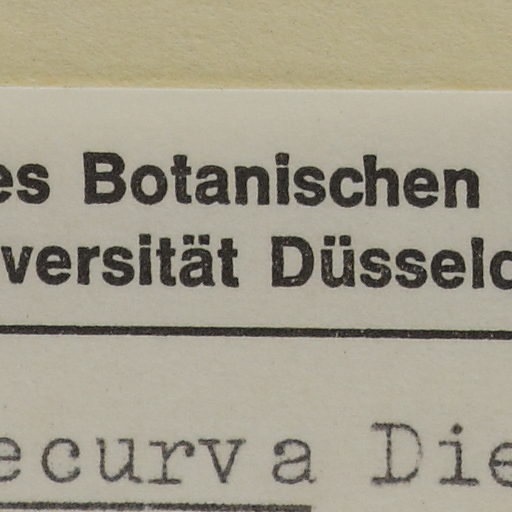 es Botanischen
versität Düsseld
ecurva Die